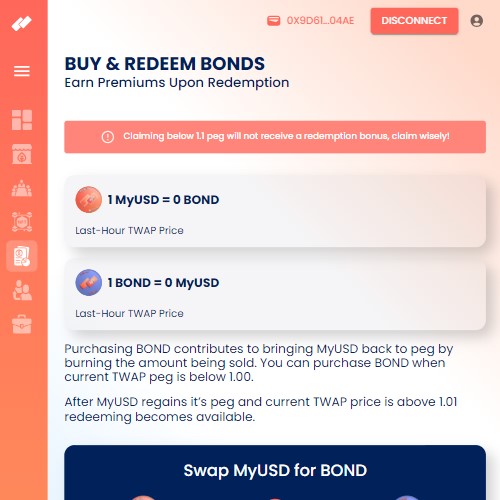 0X9D61...04AE
DISCONNECT
BUY & REDEEM BONDS
Earn Premiums Upon Redemption
Claiming below 1.1 peg will not receive a redemption bonus, claim wisely!
1 MyUSD = 0 BOND
Last-Hour TWAP Price
1 BOND = 0 MyUSD
Last-Hour TWAP Price
Purchasing BOND contributes to bringing MyUSD back to peg by
burning the amount being sold. You can purchase BOND when
current TWAP peg is below 1.00.
After MyUSD regains it's peg and current TWAP price is above 1.01
redeeming becomes available.
Swap MyUSD for BOND